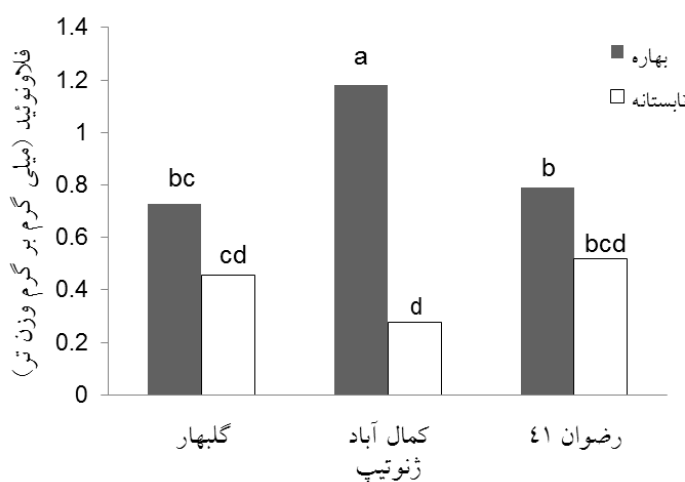 فلاونوئید (میلی گرم بر گرم وزن تر)
1.4
1.2
1
0.8
0.6
0.4
0.2
0
bc
cd
a
d
b
bcd
بهاره
تابستانه
گلبهار
کمال آباد
رضوان ٤١
ژنوتیپ